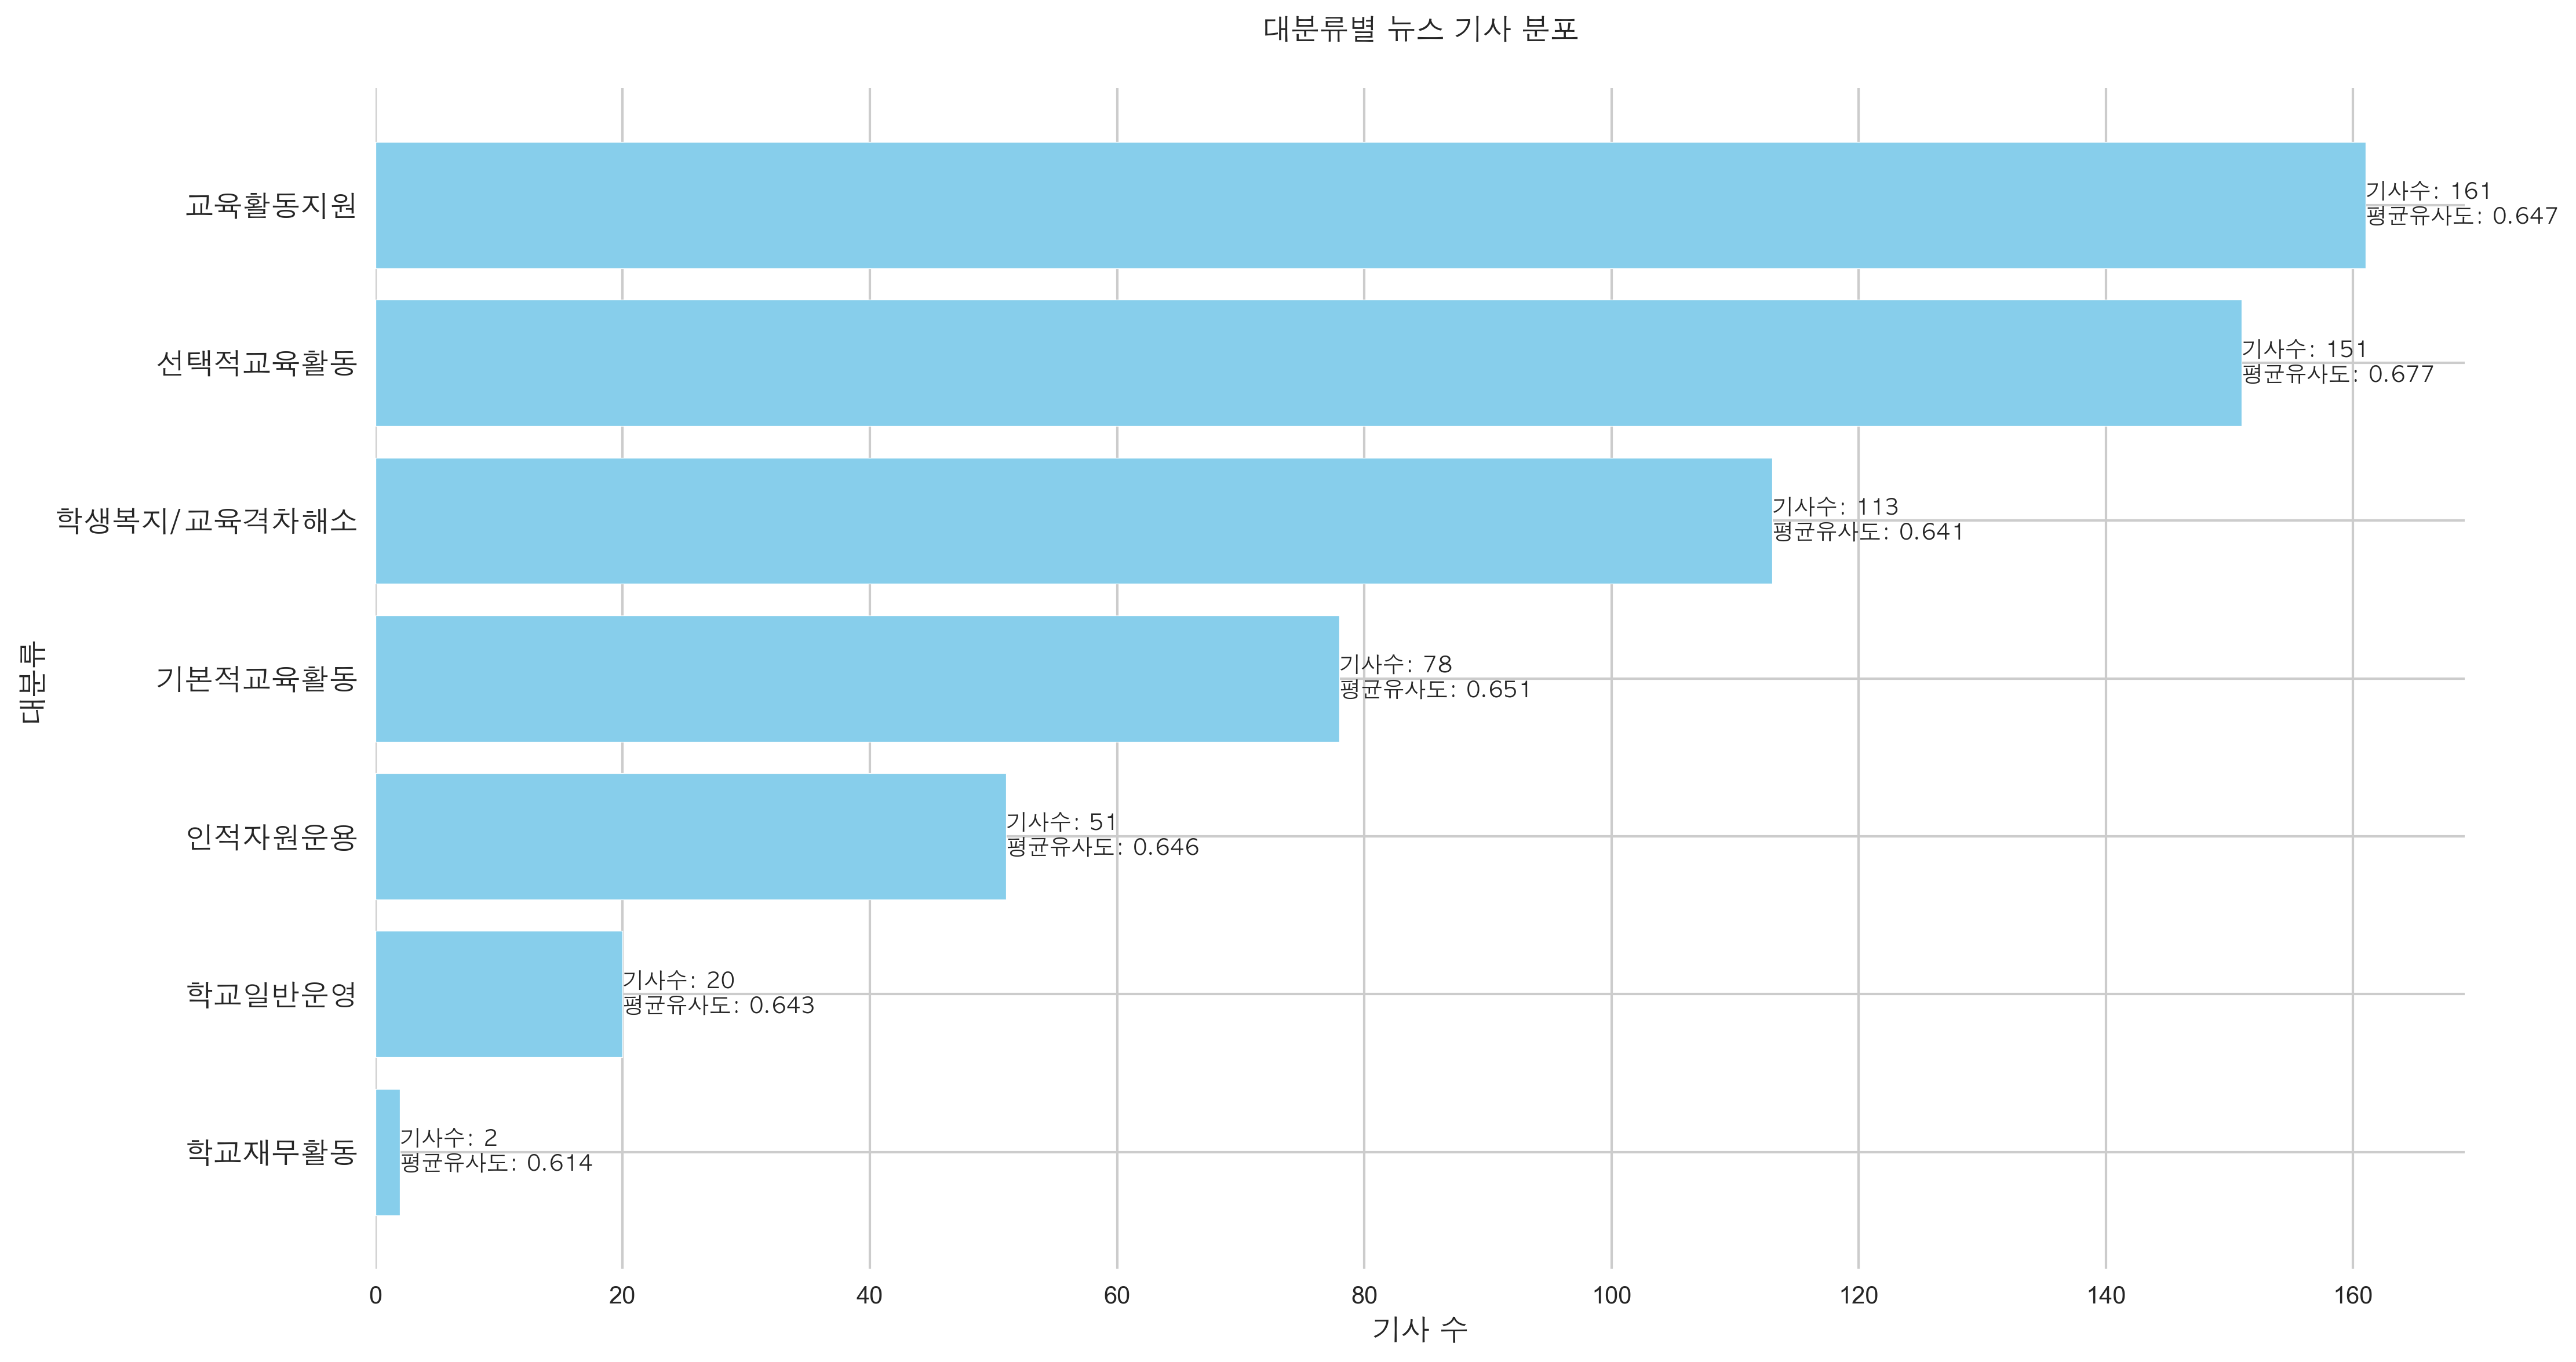 대분류별 뉴스 기사 분포
교육활동지원
기사수: 161
평균유사도: 0.647
선택적교육활동
기사수: 151
평균유사도: 0.677
학생복지/교육격차해소
기사수: 113
평균유사도: 0.641
기본적교육활동
기사수: 78
평균유사도: 0.651
인적자원운용
기사수: 51
평균유사도: 0.646
학교일반운영
기사수: 20
평균유사도: 0.643
학교재무활동
기사수: 2
평균유사도: 0.614
대분류
0 20 40 60 80 100 120 140 160
기사 수